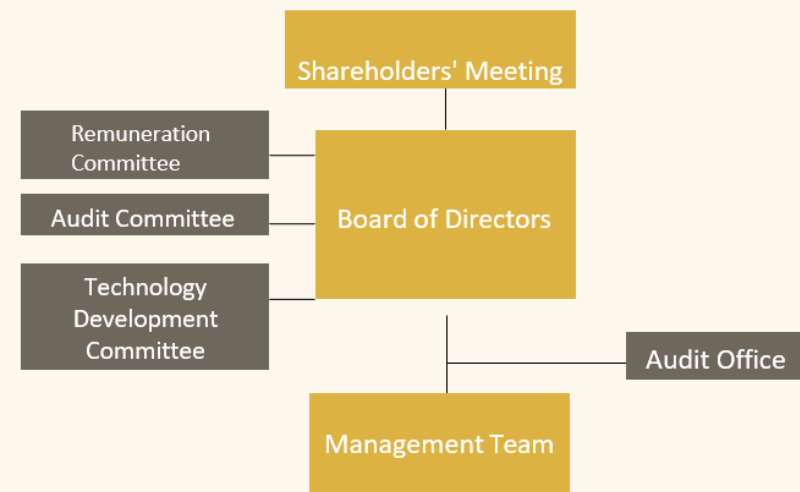 Shareholders' Meeting
Remuneration
Committee
Audit Committee
Board of Directors
Technology
Development
Committee
Audit Office
Management Team